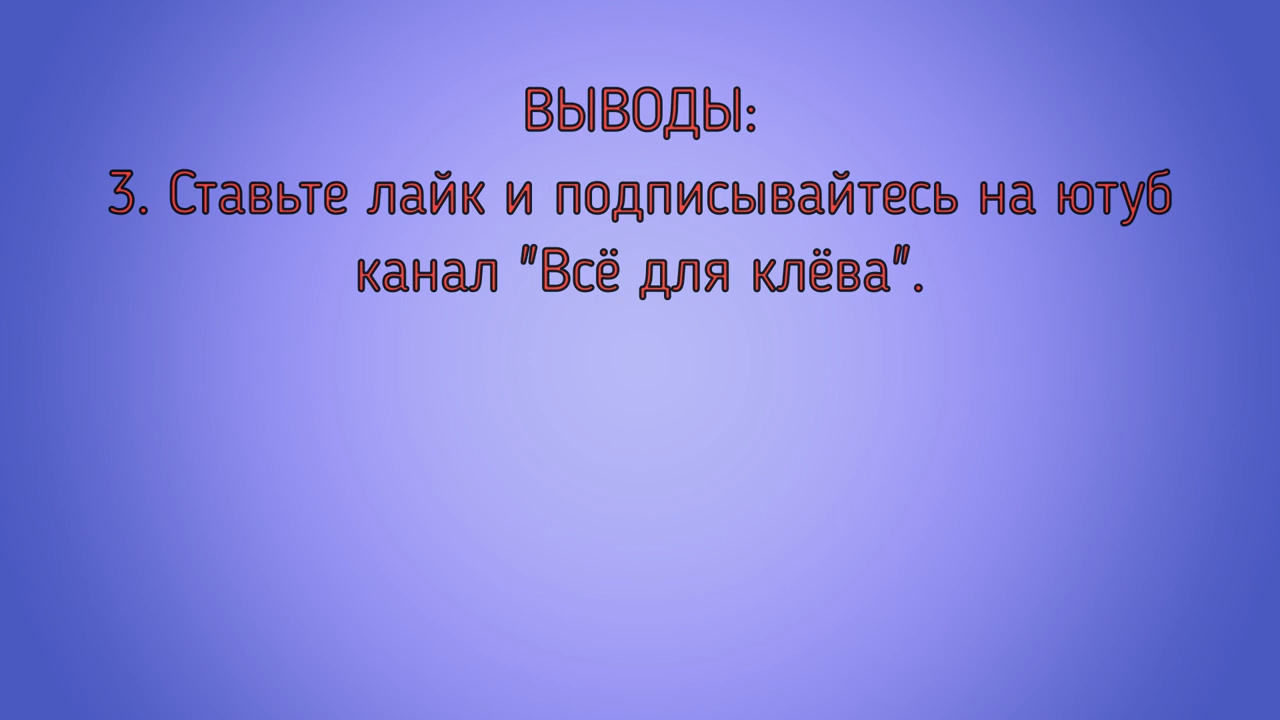 ВЫВОДЫ:
3. Ставьте лайк и подписывайтесь на ютуб
канал "Всё для клёва".